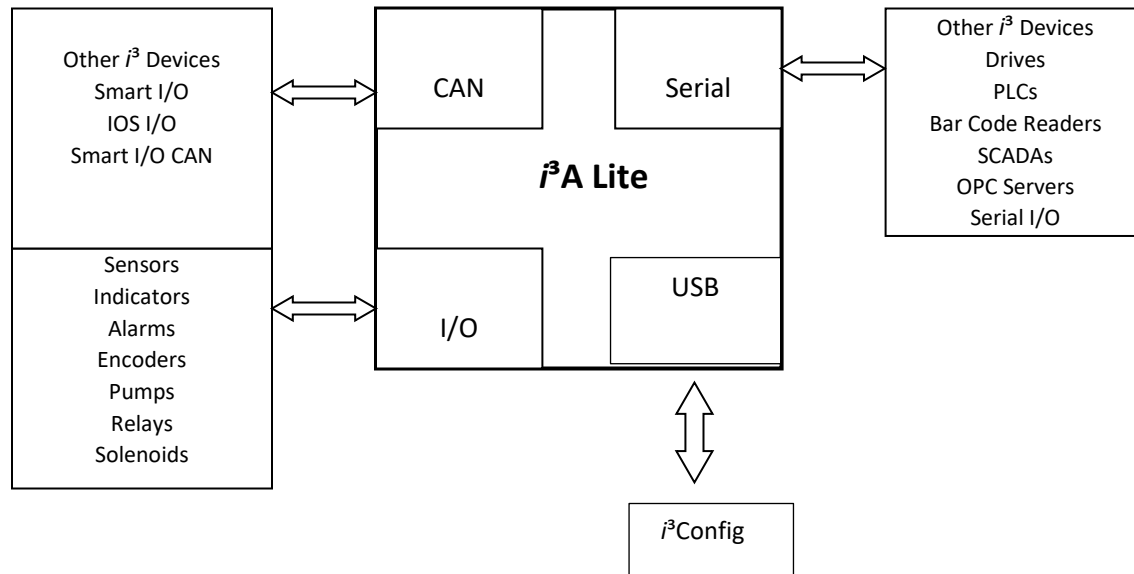 Other i³ Devices
Smart I/O
IOS I/O
Smart I/O CAN
Sensors
Indicators
Alarms
Encoders
Pumps
Relays
Solenoids
CAN
Serial
i³A Lite
I/O
USB
Other i³ Devices
Drives
PLCs
Bar Code Readers
SCADAs
OPC Servers
Serial I/O
i³Config